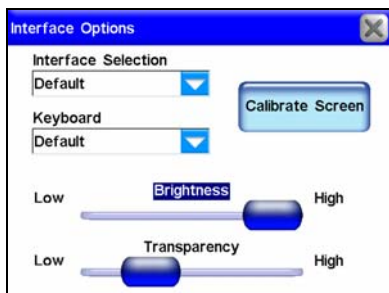 Interface Options
Interface Selection
Default
Calibrate Screen
Keyboard
Default
Brightness
Low High
Transparency
Low High